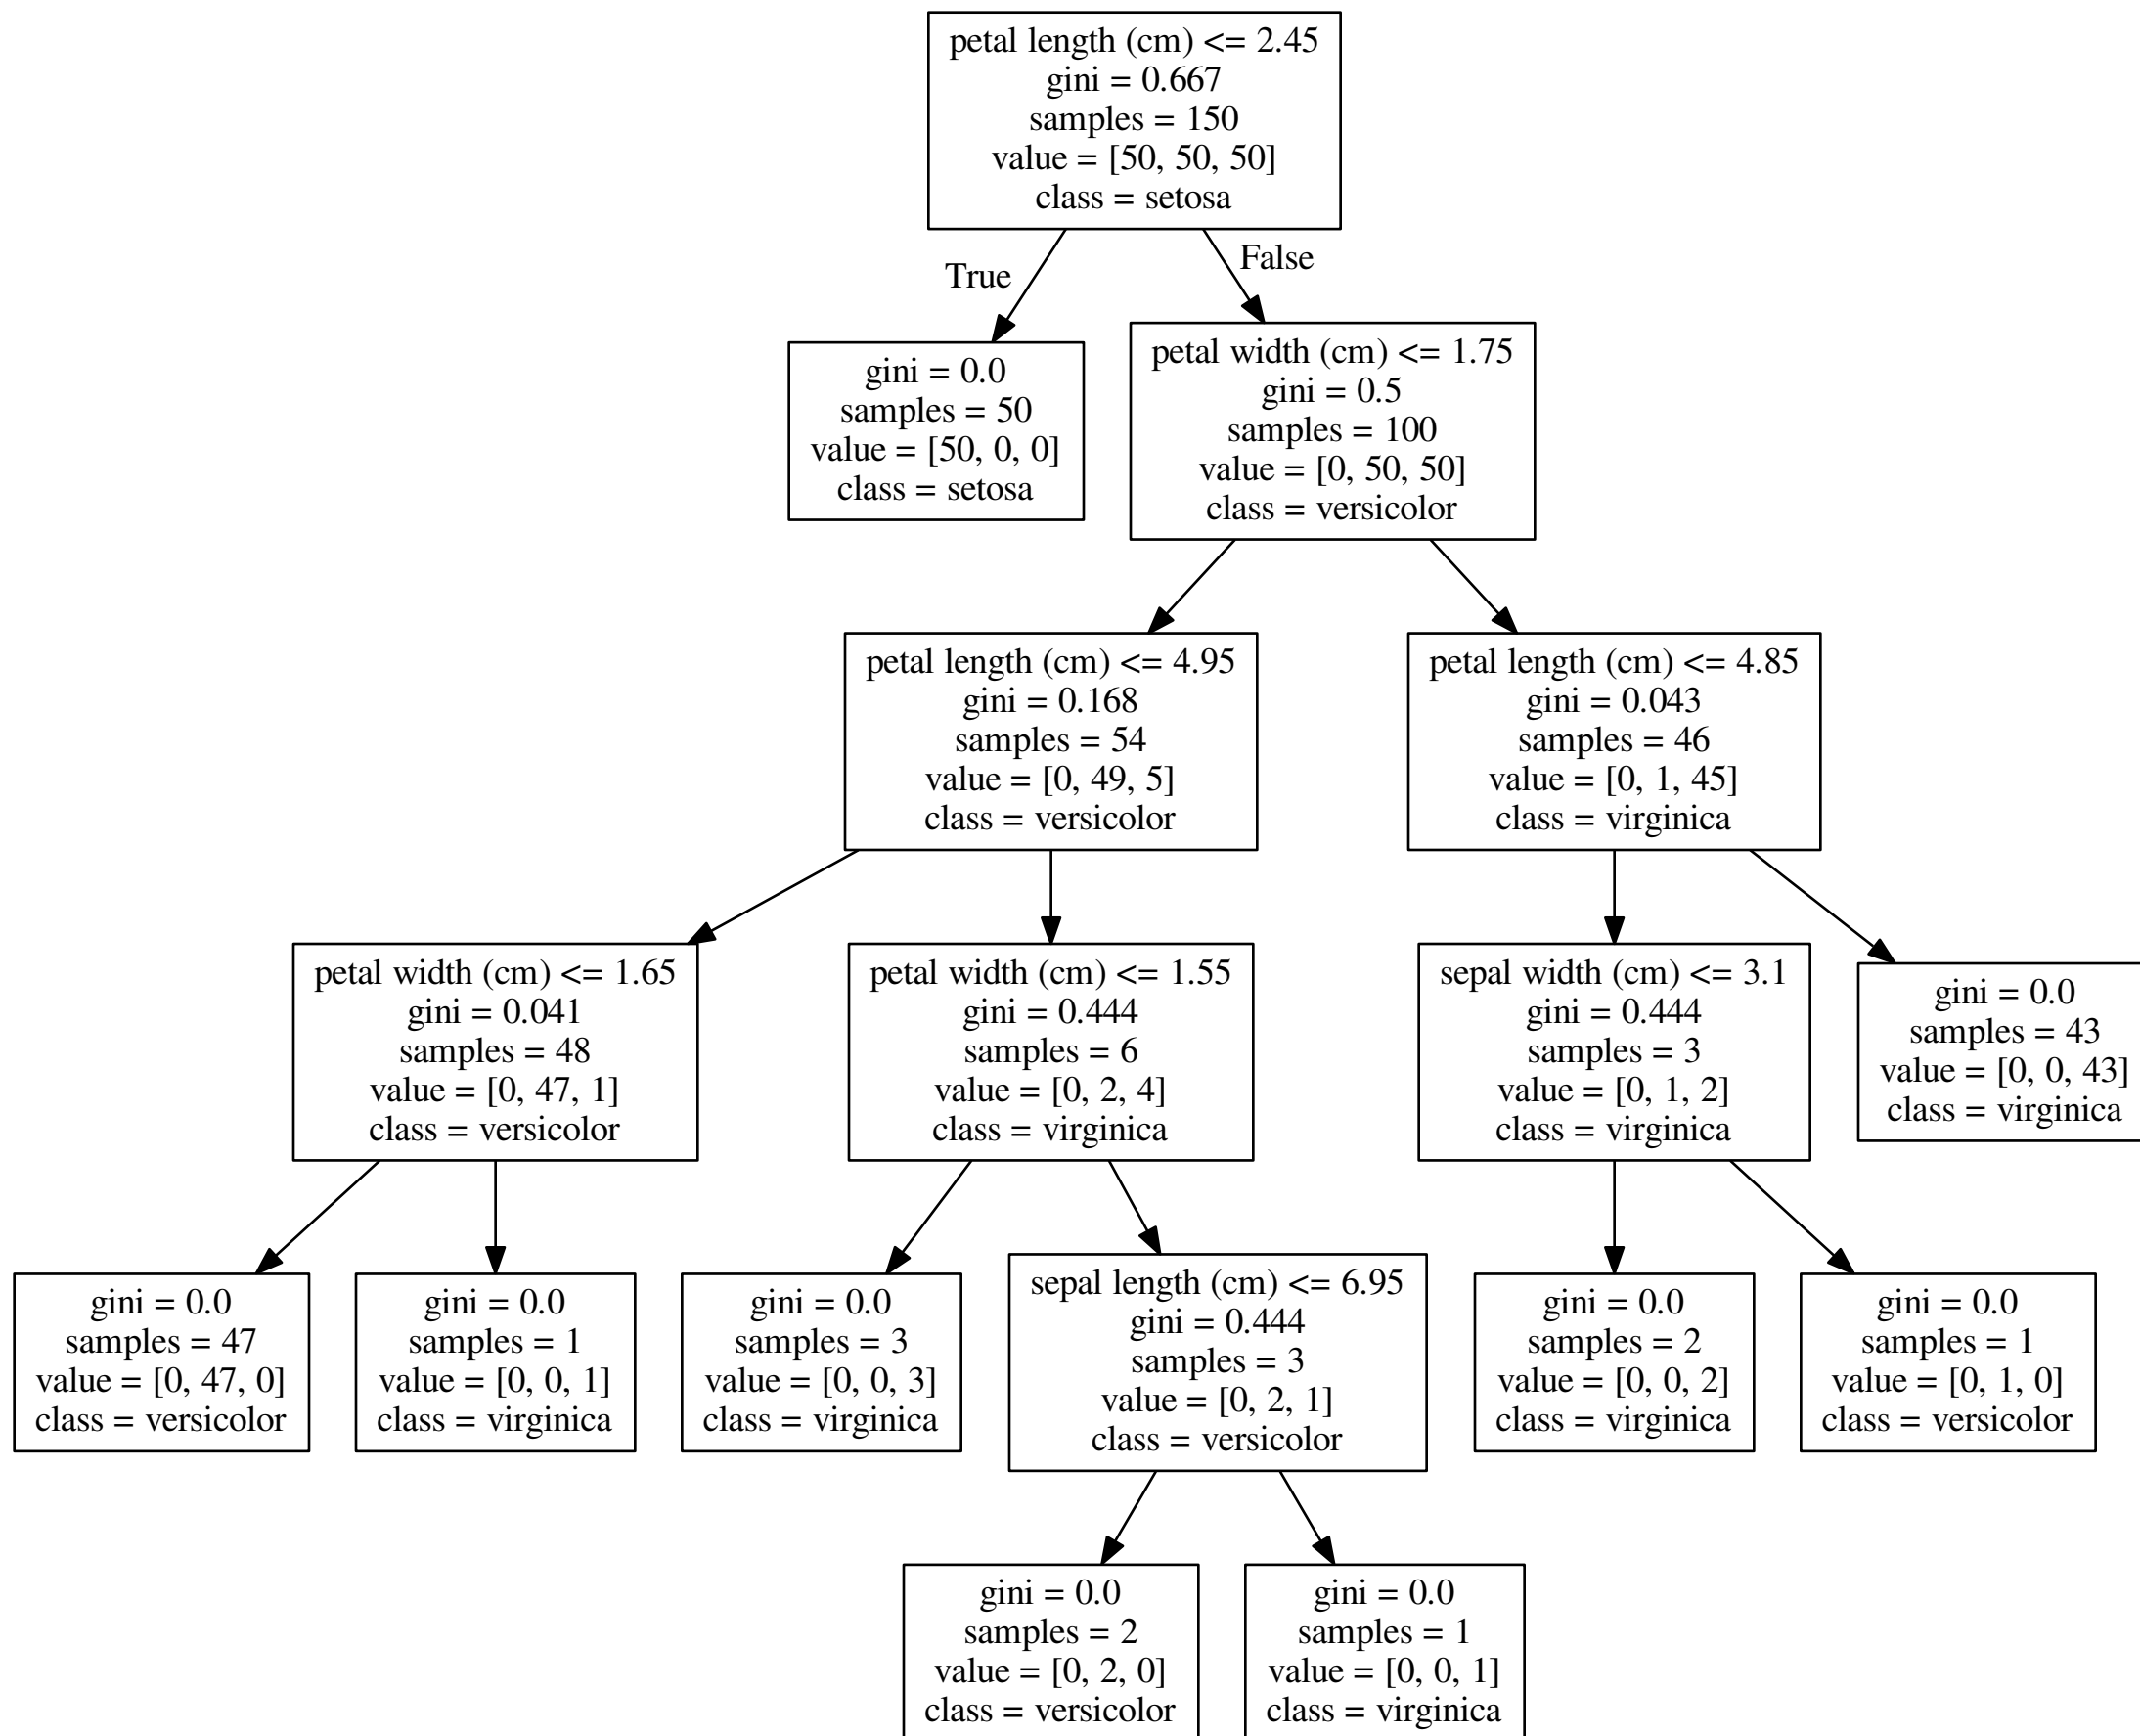 petal length (cm) <= 2.45
gini = 0.667
samples = 150
value = [50, 50, 50]
class = setosa
True
False
gini = 0.0
samples = 50
value = [50, 0, 0]
class = setosa
petal width (cm) <= 1.75
gini = 0.5
samples = 100
value = [0, 50, 50]
class = versicolor
petal length (cm) <= 4.95
gini = 0.168
samples = 54
value = [0, 49, 5]
class = versicolor
petal length (cm) <= 4.85
gini = 0.043
samples = 46
value = [0, 1, 45]
class = virginica
petal width (cm) <= 1.65
gini = 0.041
samples = 48
value = [0, 47, 1]
class = versicolor
petal width (cm) <= 1.55
gini = 0.444
samples = 6
value = [0, 2, 4]
class = virginica
sepal width (cm) <= 3.1
gini = 0.444
samples = 3
value = [0, 1, 2]
class = virginica
gini = 0.0
samples = 43
value = [0, 0, 43]
class = virginica
gini = 0.0
samples = 47
value = [0, 47, 0]
class = versicolor
gini = 0.0
samples = 1
value = [0, 0, 1]
class = virginica
gini = 0.0
samples = 3
value = [0, 0, 3]
class = virginica
sepal length (cm) <= 6.95
gini = 0.444
samples = 3
value = [0, 2, 1]
class = versicolor
gini = 0.0
samples = 2
value = [0, 0, 2]
class = virginica
gini = 0.0
samples = 1
value = [0, 1, 0]
class = versicolor
gini = 0.0
samples = 2
value = [0, 2, 0]
class = versicolor
gini = 0.0
samples = 1
value = [0, 0, 1]
class = virginica